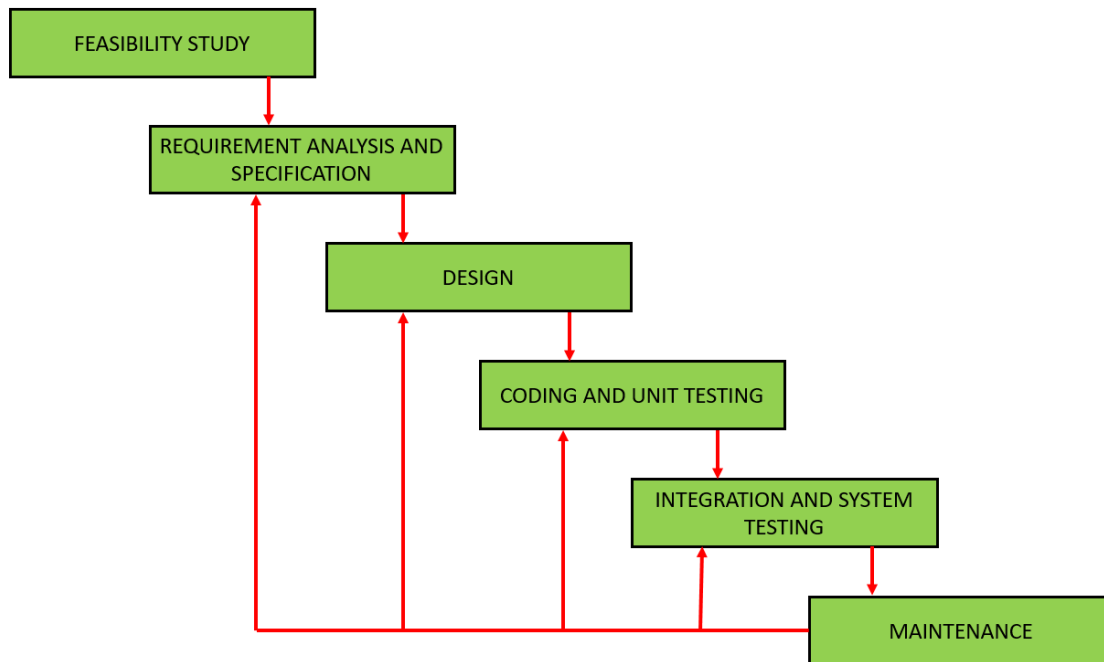 FEASIBILITY STUDY
REQUIREMENT ANALYSIS AND
SPECIFICATION
DESIGN
CODING AND UNIT TESTING
INTEGRATION AND SYSTEM
TESTING
MAINTENANCE